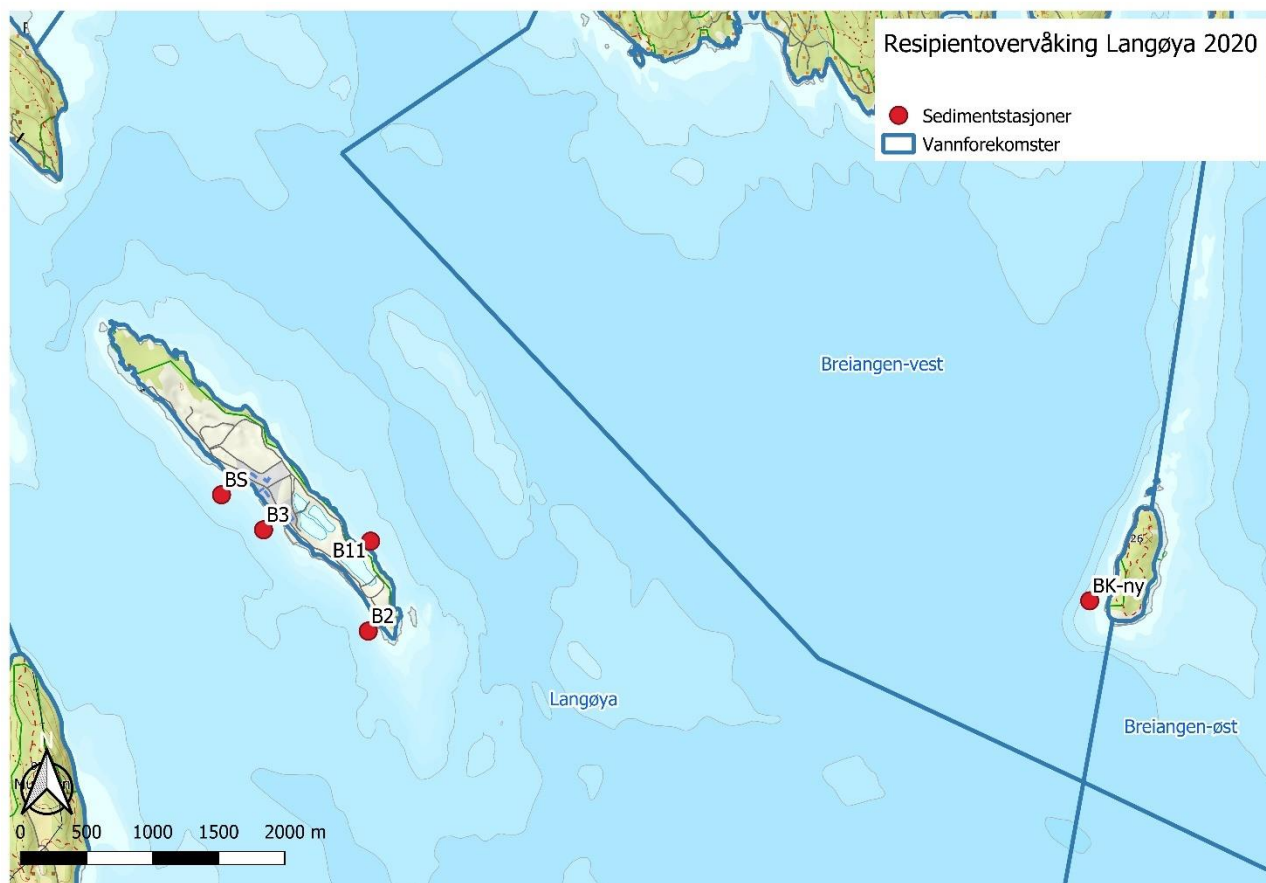 Resipientovervåking Langøya 2020
Sedimentstasjoner
Vannforekomster
Breiangen-vest
BS
B3
B11
B2
26
BK-ny
Langøya
Breiangen-øst
N
0 500 1000 1500 2000 m